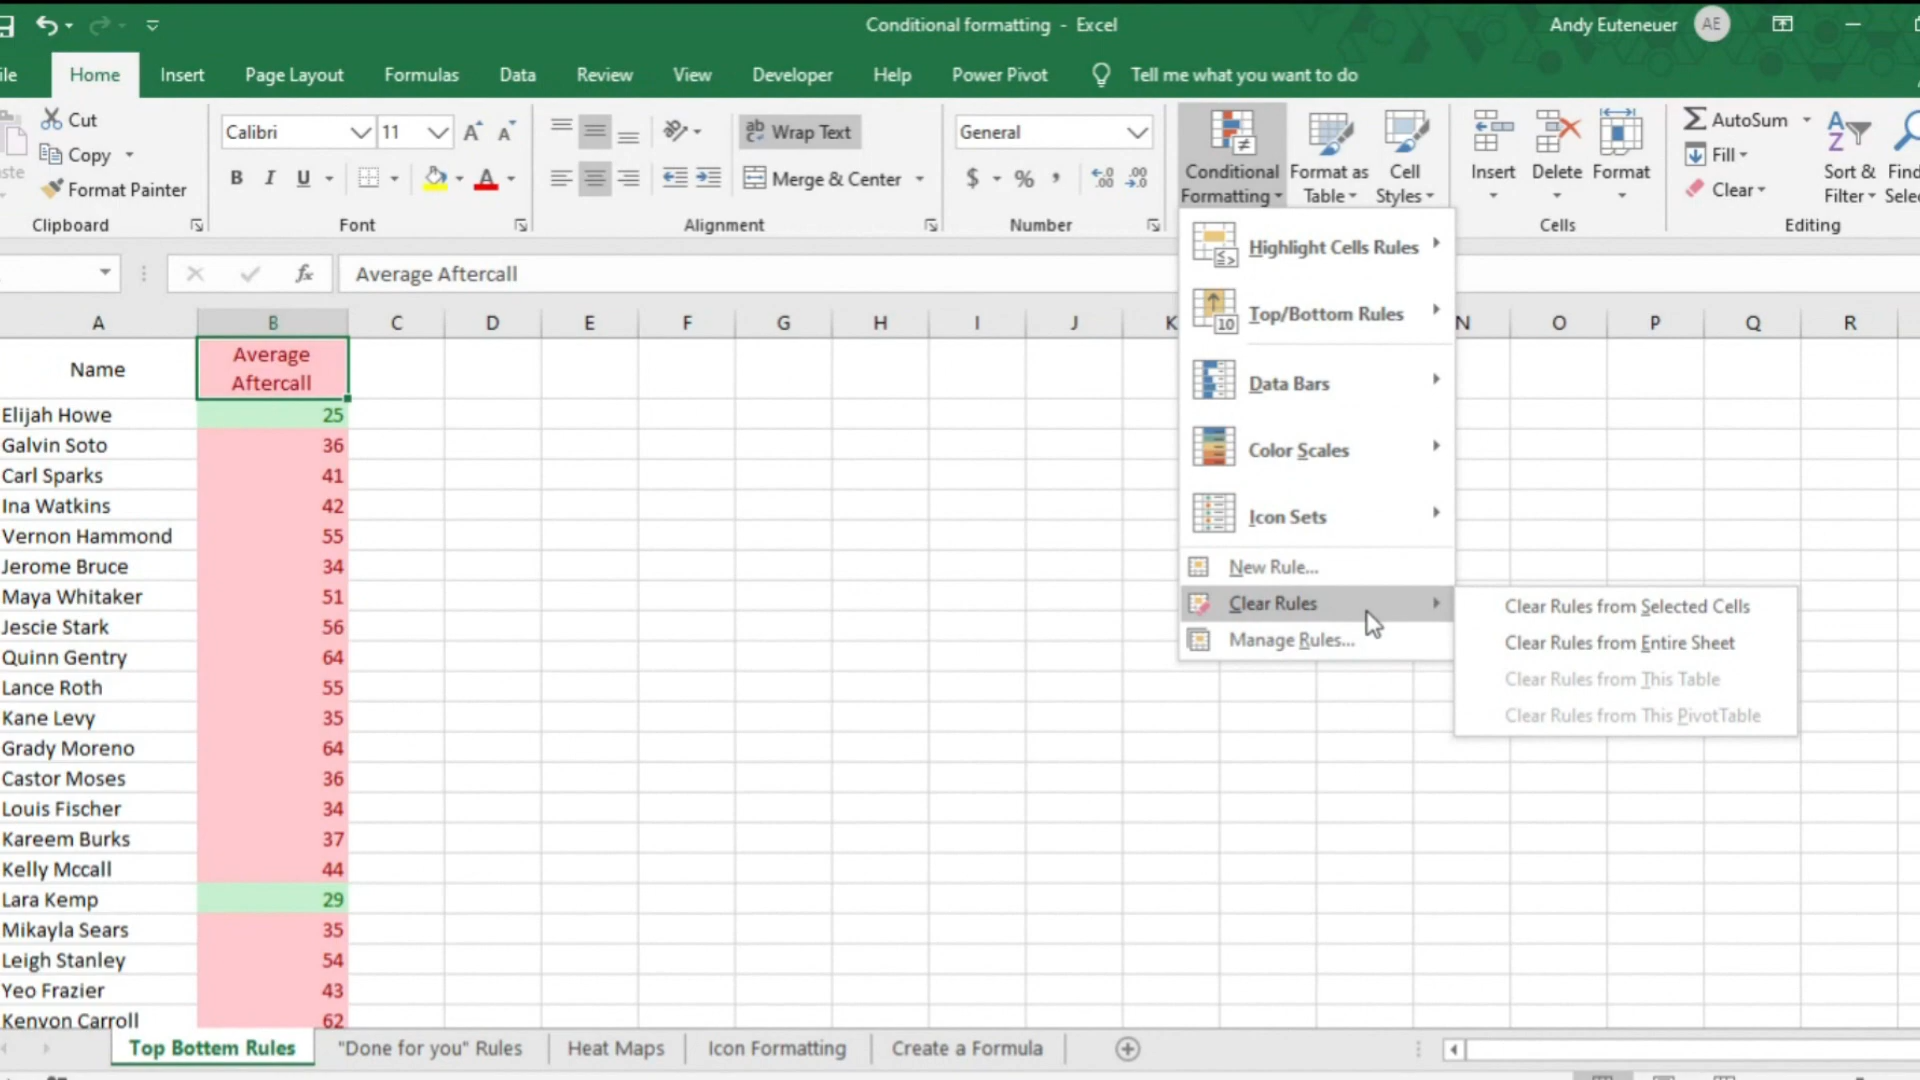 Conditional formatting - Excel
Andy Euteneuer AE
Home Insert Page Layout Formulas Data Review View Developer Help Power Pivot Tell me what you want to do
Cut
Copy
Format Painter
Clipboard
Calibri 11
B I U A
Font
Wrap Text
Merge & Center
Alignment
General
$ % ,
Number
Conditional Formatting
Format as Table
Cell Styles
Insert Delete Format
Cells
AutoSum
Fill
Clear
Sort & Filter
Editing
fx Average Aftercall
Highlight Cells Rules
Top/Bottom Rules
Data Bars
Color Scales
Icon Sets
New Rule...
Clear Rules
Manage Rules...
Clear Rules from Selected Cells
Clear Rules from Entire Sheet
Clear Rules from This Table
Clear Rules from This PivotTable
A B C D E F G H I J K N O P Q R
Name Average Aftercall
Elijah Howe 25
Galvin Soto 36
Carl Sparks 41
Ina Watkins 42
Vernon Hammond 55
Jerome Bruce 34
Maya Whitaker 51
Jescie Stark 56
Quinn Gentry 64
Lance Roth 55
Kane Levy 35
Grady Moreno 64
Castor Moses 36
Louis Fischer 34
Kareem Burks 37
Kelly Mccall 44
Lara Kemp 29
Mikayla Sears 35
Leigh Stanley 54
Yeo Frazier 43
Kenyon Carroll 62
Top Bottem Rules "Done for you" Rules Heat Maps Icon Formatting Create a Formula